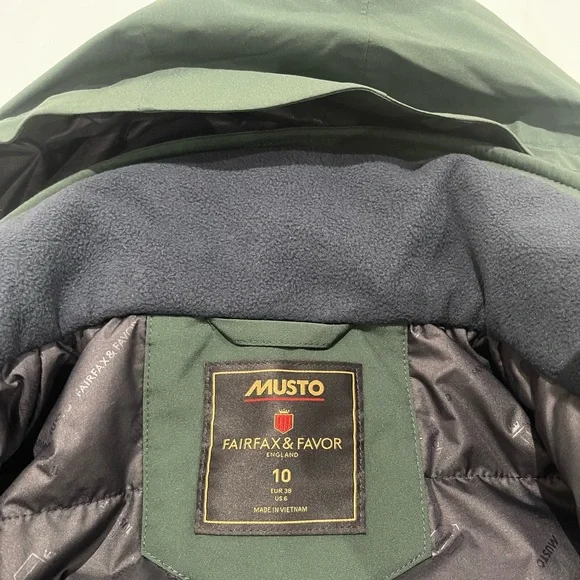 MUSTO
FAIRFAX & FAVOR
ENGLAND
10
EUR 38
US 6
MADE IN VIETNAM
FAIRFAX & FAVOR
MUSTO